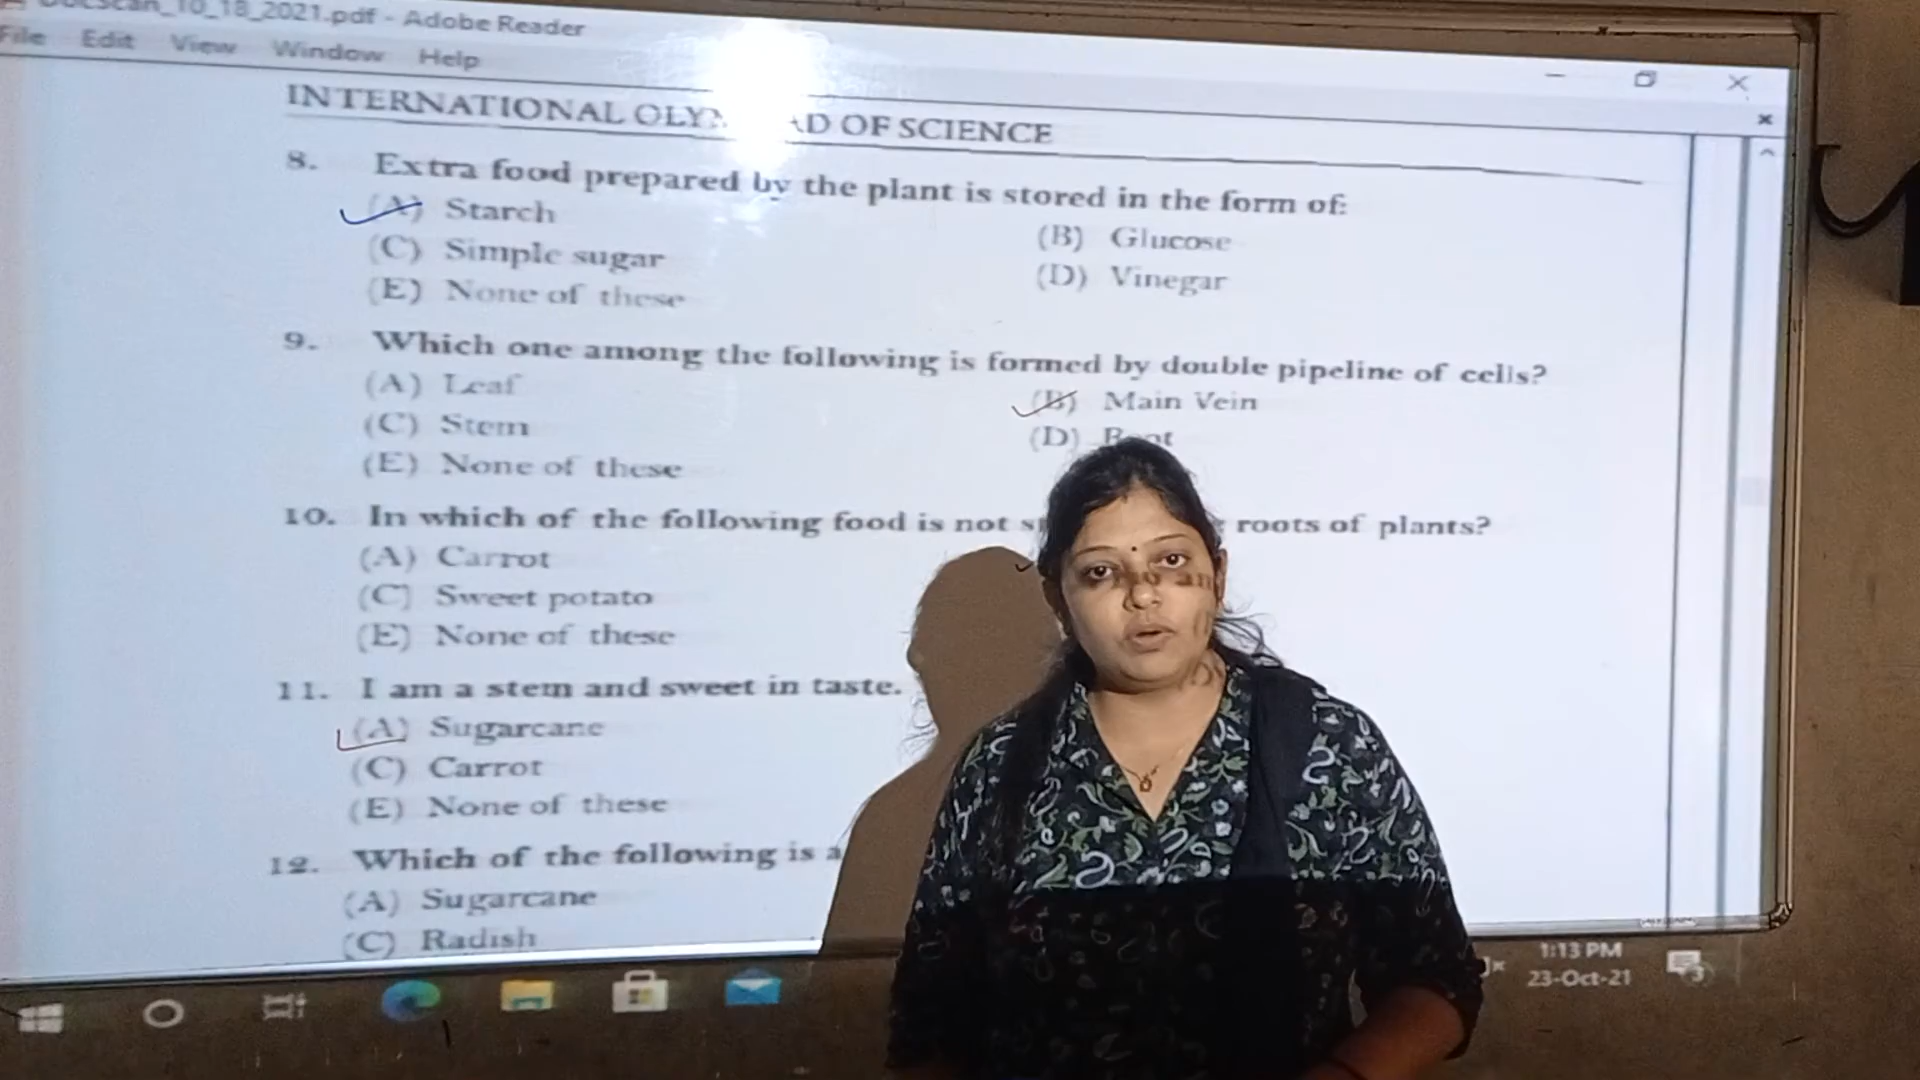 DocScan_10_18_2021.pdf - Adobe Reader
File Edit View Window Help
INTERNATIONAL OF SCIENCE
8. Extra food prepared by the plant is stored in the form of:
(A) Starch
(B) Glucose
(C) Simple sugar
(D) Vinegar
(E) None of these
9. Which one among the following is formed by double pipeline of cells?
(A) Leaf
(B) Main Vein
(C) Stem
(D)
(E) None of these
10. In which of the following food is not roots of plants?
(A) Carrot
(C) Sweet potato
(E) None of these
11. I am a stem and sweet in taste.
(A) Sugarcane
(C) Carrot
(E) None of these
12. Which of the following is a
(A) Sugarcane
(C) Radish
1:13 PM
23-Oct-21
3